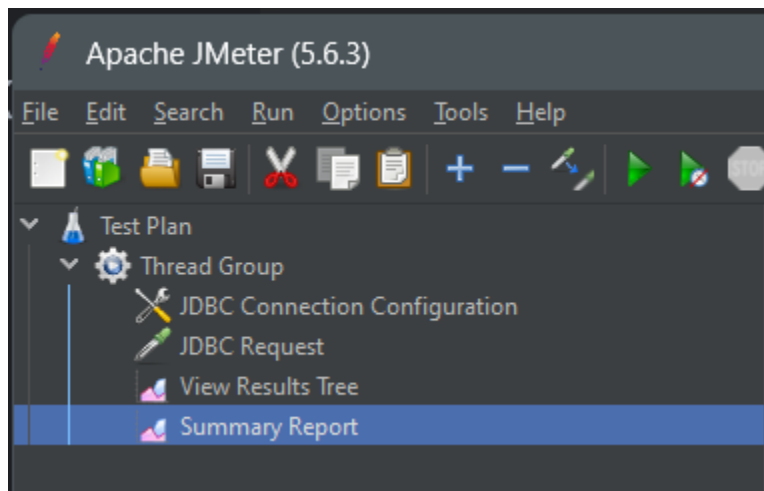 Apache JMeter (5.6.3)
File Edit Search Run Options Tools Help
STOP
Test Plan
Thread Group
JDBC Connection Configuration
JDBC Request
View Results Tree
Summary Report